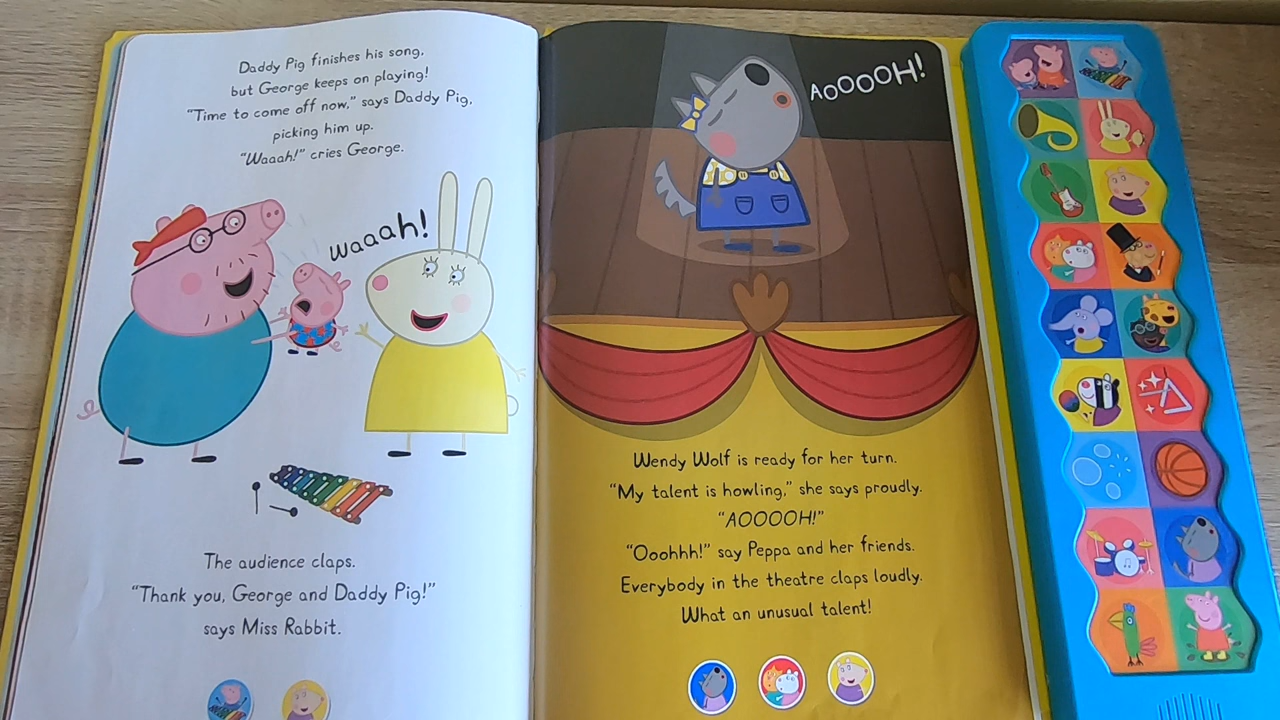 Daddy Pig finishes his song,
but George keeps on playing!
"Time to come off now," says Daddy Pig,
picking him up.
"Waaah!" cries George.
waaah!
The audience claps.
"Thank you, George and Daddy Pig!"
says Miss Rabbit.
AOOOOH!
Wendy Wolf is ready for her turn.
"My talent is howling," she says proudly.
"AOOOOH!"
"Ooohhh!" say Peppa and her friends.
Everybody in the theatre claps loudly.
What an unusual talent!